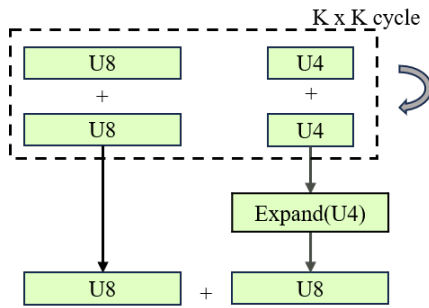 K x K cycle
U8 U4
+ +
U8 U4
Expand(U4)
U8 + U8